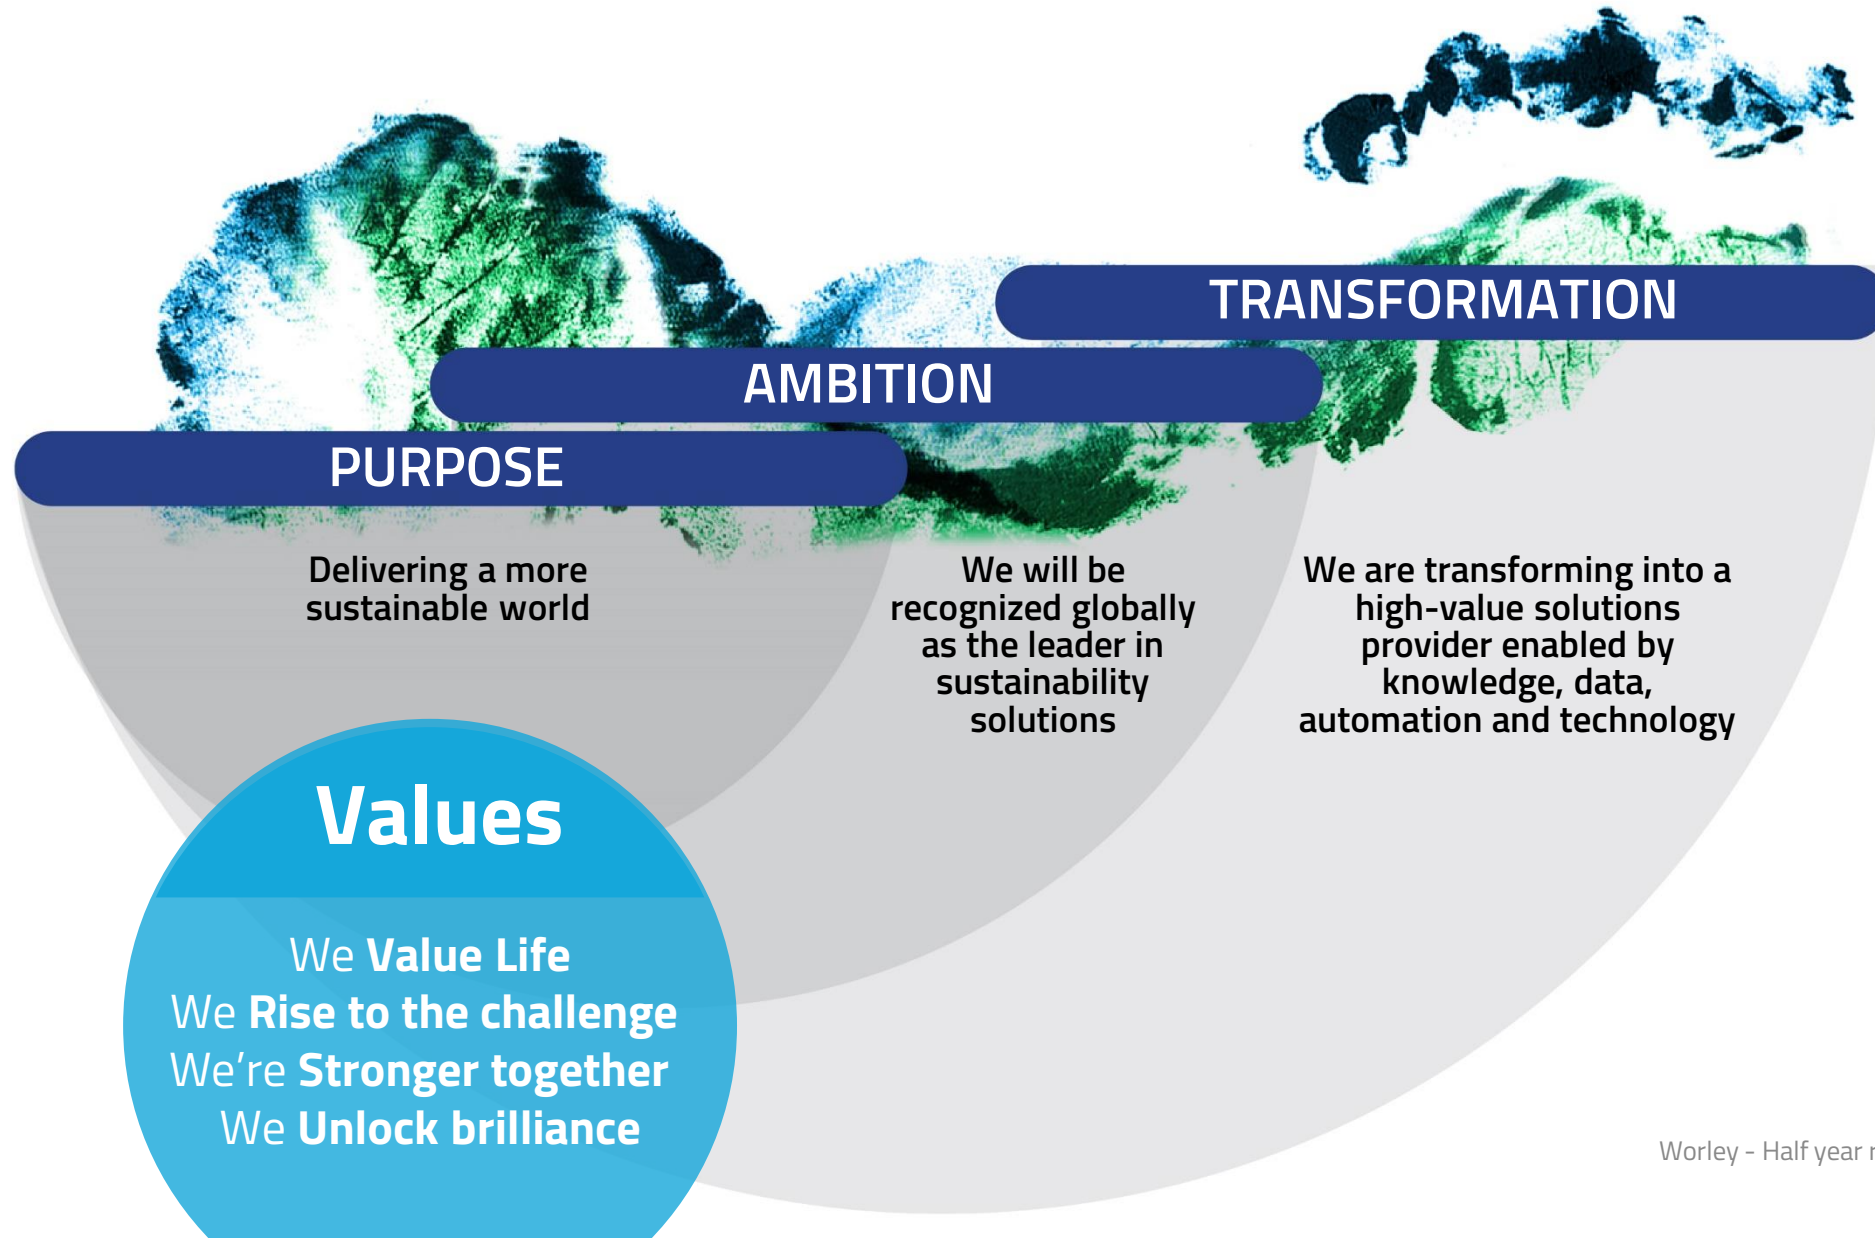 TRANSFORMATION
AMBITION
PURPOSE
Delivering a more
sustainable world
We will be
recognized globally
as the leader in
sustainability
solutions
We are transforming into a
high-value solutions
provider enabled by
knowledge, data,
automation and technology
Values
We Value Life
We Rise to the challenge
We're Stronger together
We Unlock brilliance
Worley - Half year